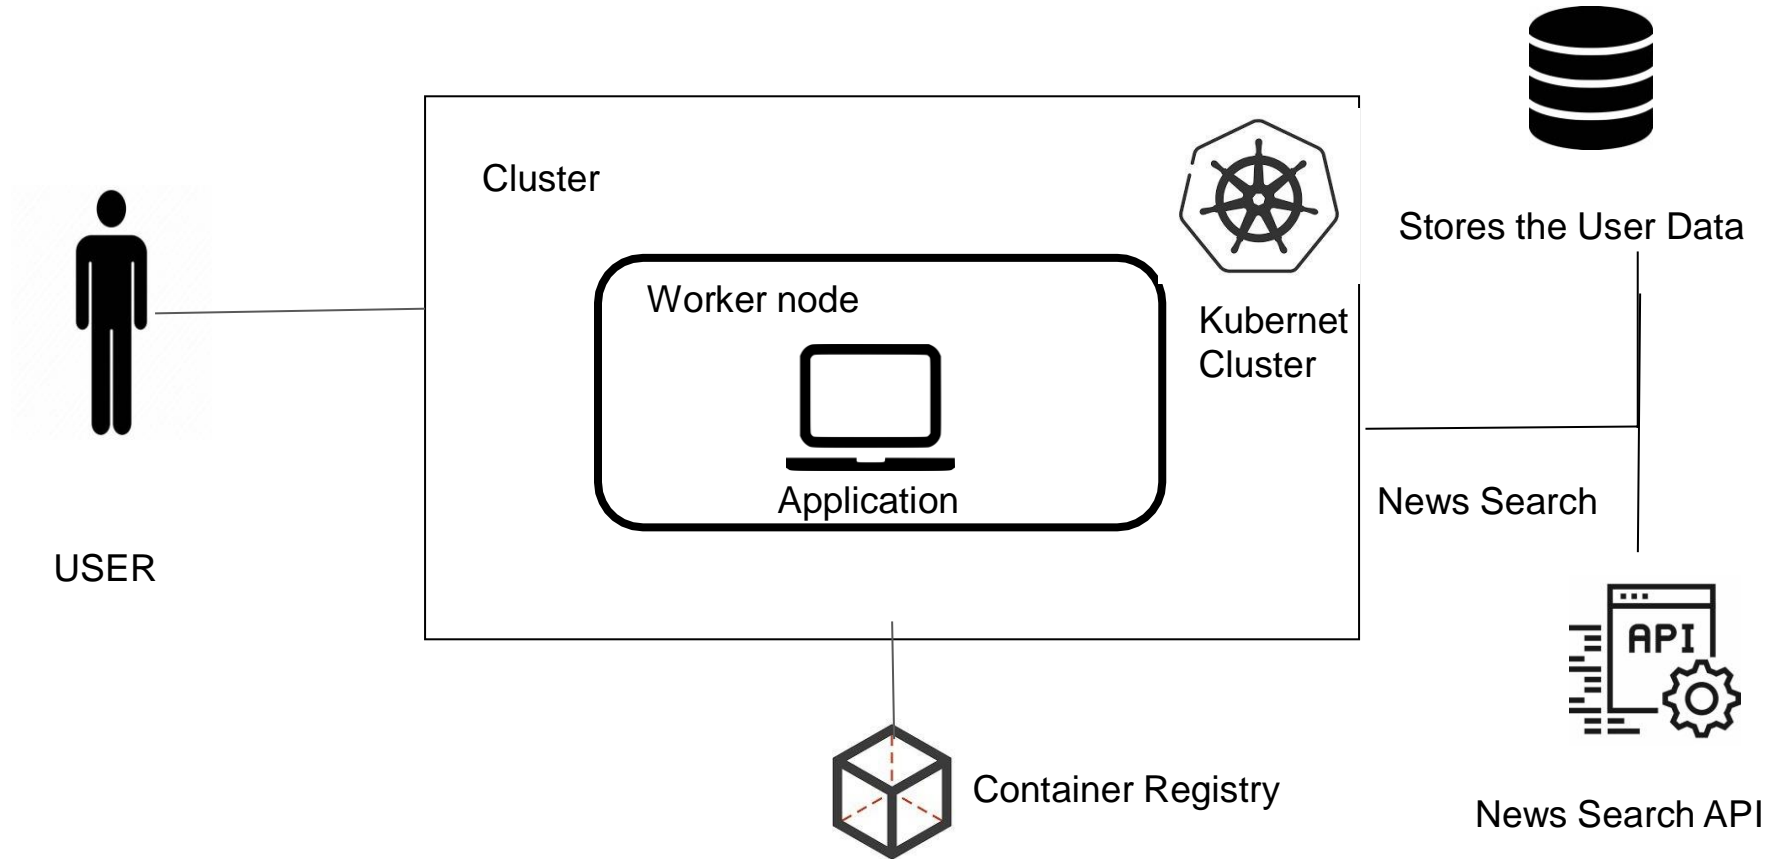 Cluster
Stores the User Data
Worker node
Kubernet
Cluster
Application
News Search
USER
API
Container Registry
News Search API